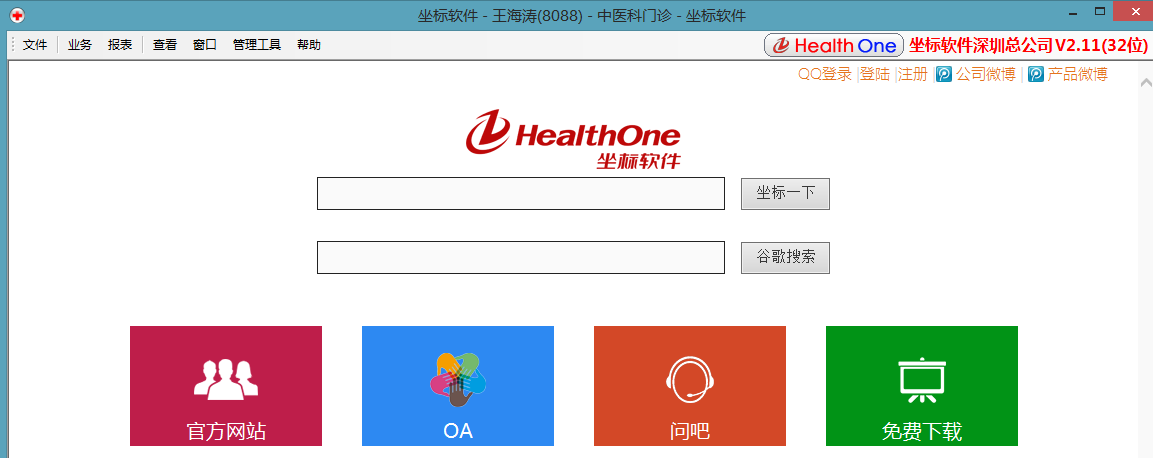 坐标软件 - 王海涛(8088) - 中医科门诊 - 坐标软件
文件 业务 报表 查看 窗口 管理工具 帮助 Health One 坐标软件深圳总公司V2.11(32位)
QQ登录 |登陆 |注册 | 公司微博 | 产品微博
HealthOne
坐标软件
坐标一下
谷歌搜索
官方网站 OA 问吧 免费下载